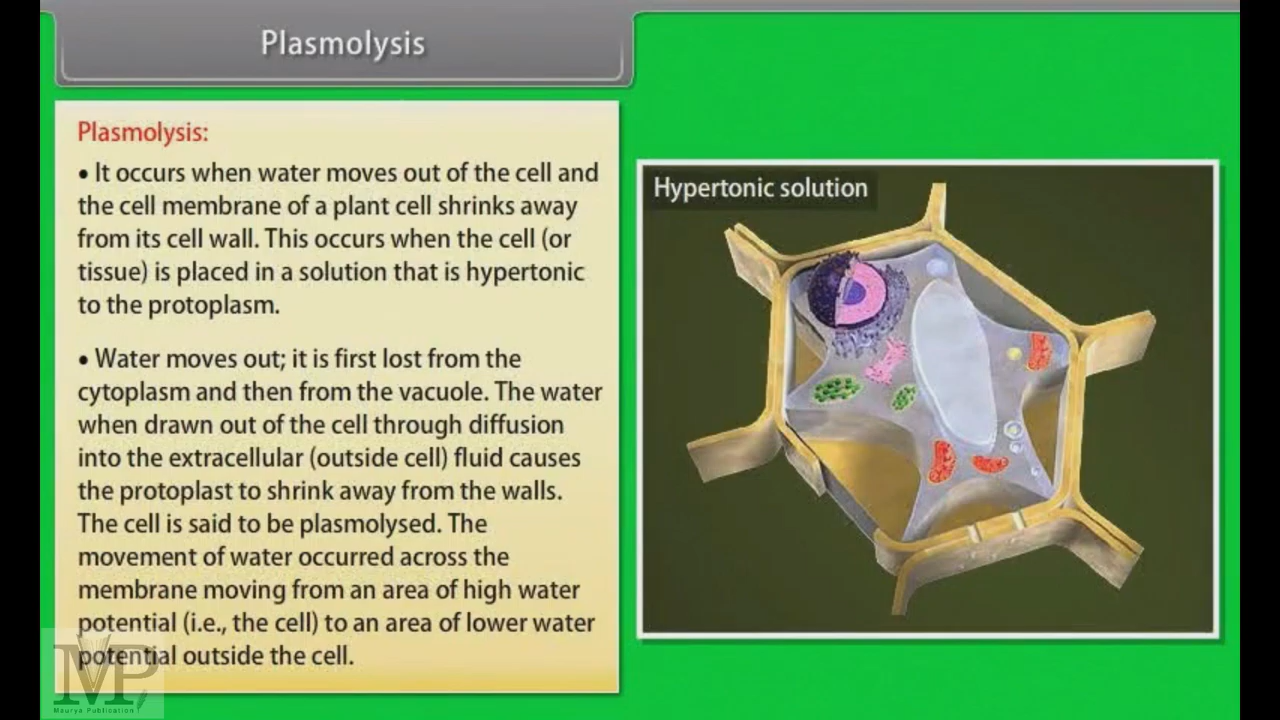 Plasmolysis
Plasmolysis:
• It occurs when water moves out of the cell and
the cell membrane of a plant cell shrinks away
from its cell wall. This occurs when the cell (or
tissue) is placed in a solution that is hypertonic
to the protoplasm.
• Water moves out; it is first lost from the
cytoplasm and then from the vacuole. The water
when drawn out of the cell through diffusion
into the extracellular (outside cell) fluid causes
the protoplast to shrink away from the walls.
The cell is said to be plasmolysed. The
movement of water occurred across the
membrane moving from an area of high water
potential (i.e., the cell) to an area of lower water
potential outside the cell.
Hypertonic solution
MP
Maurya Publication